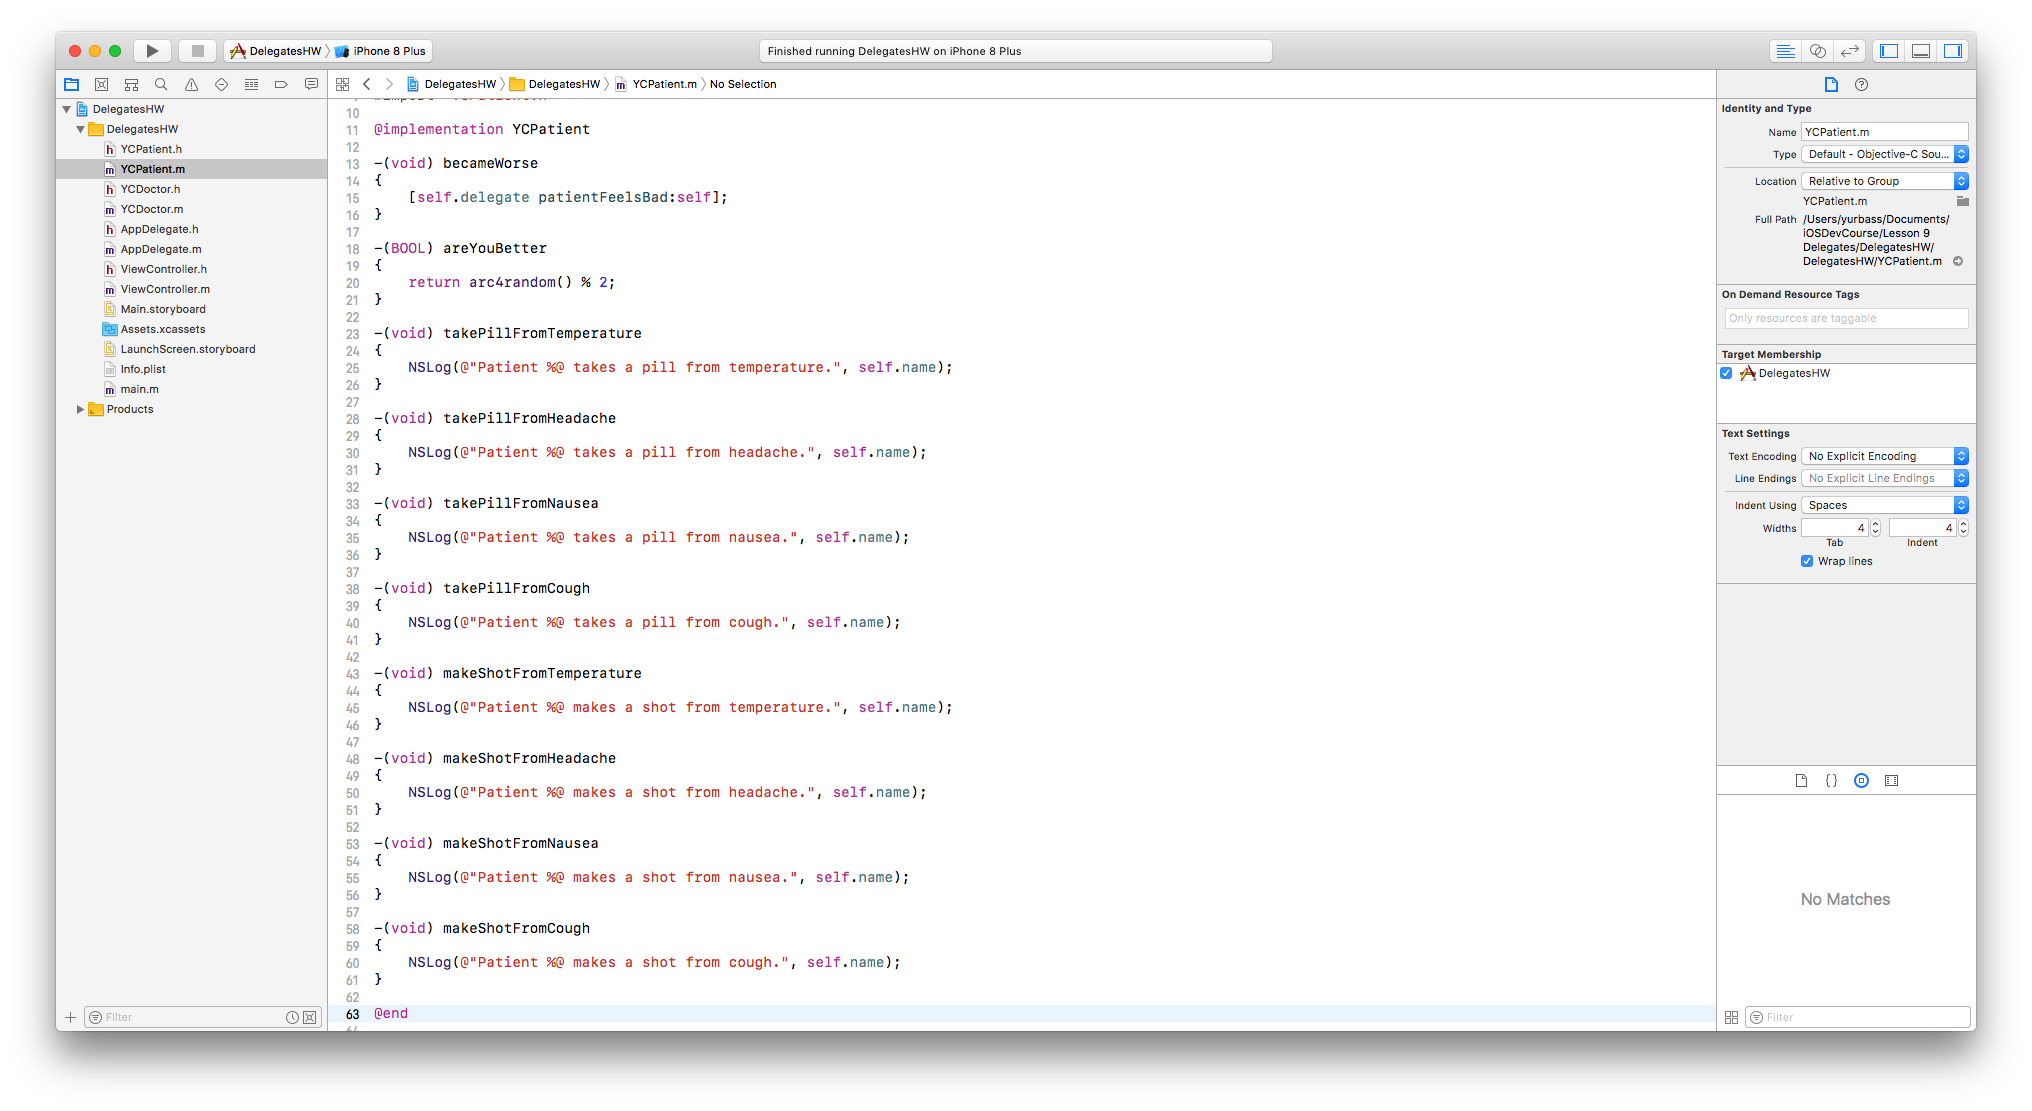 DelegatesHW iPhone 8 Plus
Finished running DelegatesHW on iPhone 8 Plus
DelegatesHW DelegatesHW YCPatient.m No Selection
DelegatesHW
DelegatesHW
YCPatient.h
YCPatient.m
YCDoctor.h
YCDoctor.m
AppDelegate.h
AppDelegate.m
ViewController.h
ViewController.m
Main.storyboard
Assets.xcassets
LaunchScreen.storyboard
Info.plist
main.m
Products
Filter
10
11 @implementation YCPatient
12
13 -(void) becameWorse
14 {
15 [self.delegate patientFeelsBad:self];
16 }
17
18 -(BOOL) areYouBetter
19 {
20 return arc4random() % 2;
21 }
22
23 -(void) takePillFromTemperature
24 {
25 NSLog(@"Patient %@ takes a pill from temperature.", self.name);
26 }
27
28 -(void) takePillFromHeadache
29 {
30 NSLog(@"Patient %@ takes a pill from headache.", self.name);
31 }
32
33 -(void) takePillFromNausea
34 {
35 NSLog(@"Patient %@ takes a pill from nausea.", self.name);
36 }
37
38 -(void) takePillFromCough
39 {
40 NSLog(@"Patient %@ takes a pill from cough.", self.name);
41 }
42
43 -(void) makeShotFromTemperature
44 {
45 NSLog(@"Patient %@ makes a shot from temperature.", self.name);
46 }
47
48 -(void) makeShotFromHeadache
49 {
50 NSLog(@"Patient %@ makes a shot from headache.", self.name);
51 }
52
53 -(void) makeShotFromNausea
54 {
55 NSLog(@"Patient %@ makes a shot from nausea.", self.name);
56 }
57
58 -(void) makeShotFromCough
59 {
60 NSLog(@"Patient %@ makes a shot from cough.", self.name);
61 }
62
63 @end
Identity and Type
Name YCPatient.m
Type Default - Objective-C Sou...
Location Relative to Group
YCPatient.m
Full Path /Users/yurbass/Documents/
iOSDevCourse/Lesson 9
Delegates/DelegatesHW/
DelegatesHW/YCPatient.m
On Demand Resource Tags
Only resources are taggable
Target Membership
DelegatesHW
Text Settings
Text Encoding No Explicit Encoding
Line Endings No Explicit Line Endings
Indent Using Spaces
Widths 4 4
Tab Indent
Wrap lines
No Matches
Filter